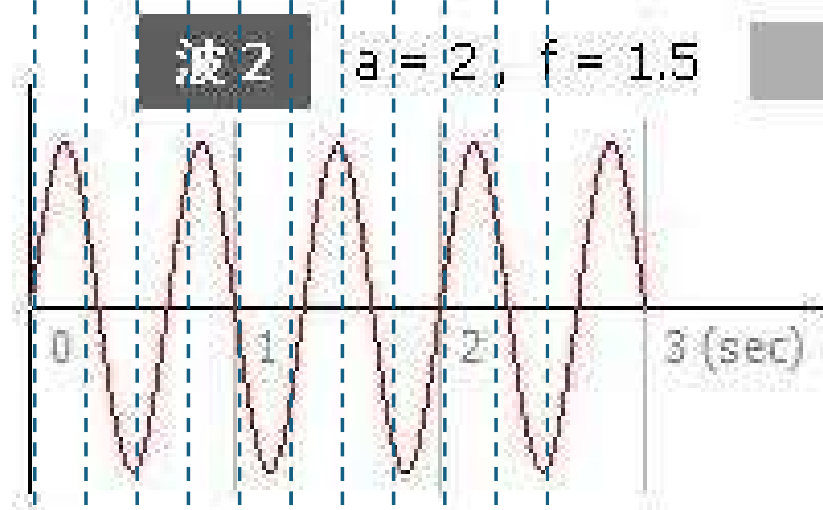 波2 a = 2, f = 1.5
0 1 2 3 (sec)